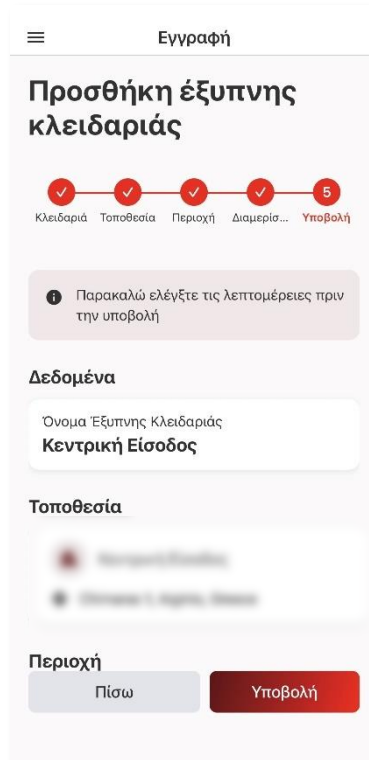 Εγγραφή
Προσθήκη έξυπνης
κλειδαριάς
5
Κλειδαριά Τοποθεσία Περιοχή Διαμερίσ... Υποβολή
Παρακαλώ ελέγξτε τις λεπτομέρειες πριν
την υποβολή
Δεδομένα
Όνομα Έξυπνης Κλειδαριάς
Κεντρική Είσοδος
Τοποθεσία
Περιοχή
Πίσω Υποβολή